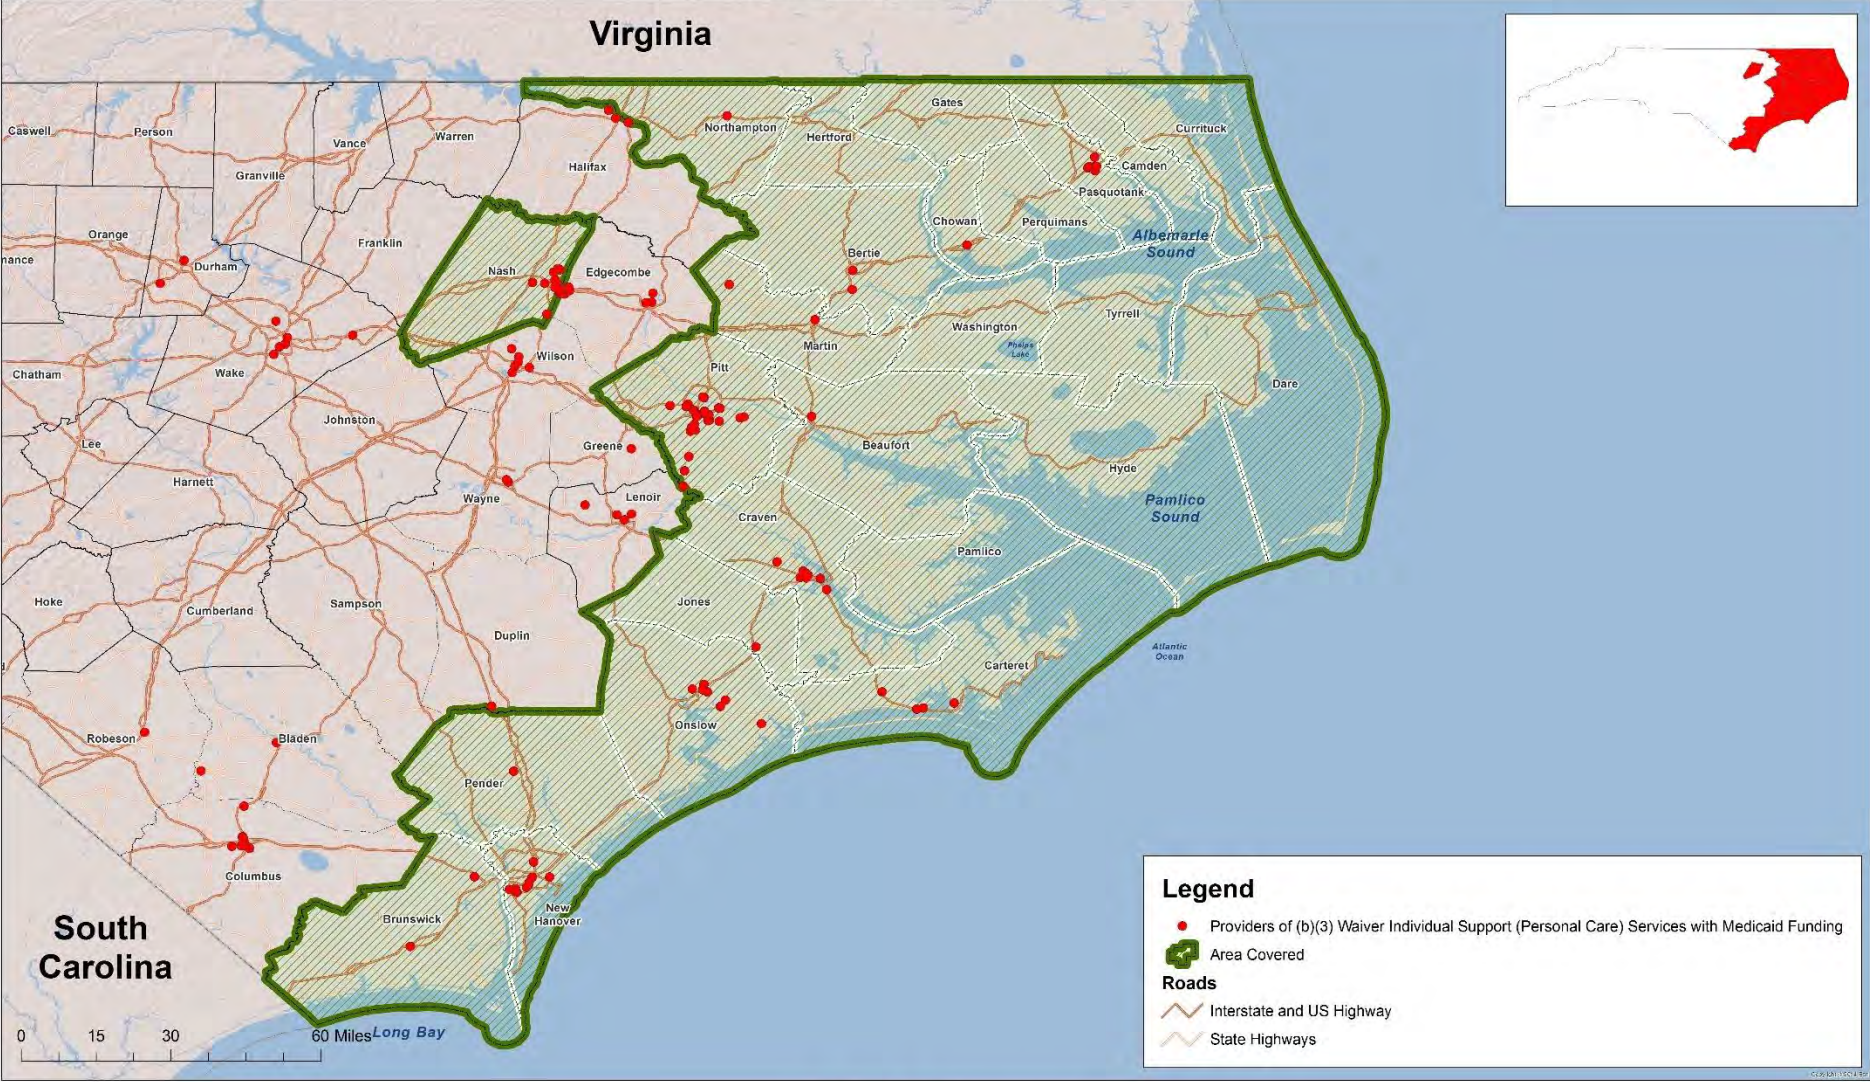 Virginia
Gates
Northampton
Hertford
Currituck
Caswell
Person
Vance
Warren
Halifax
Granville
Camden
Pasquotank
Orange
Durham
Franklin
Chowan
Perquimans
Albemarle
Sound
mance
Nash
Edgecombe
Bertie
Washington
Tyrrell
Martin
Phelps
Lake
Wilson
Chatham
Wake
Pitt
Dare
Johnston
Lee
Greene
Beaufort
Hyde
Harnett
Wayne
Lenoir
Craven
Pamlico
Sound
Pamlico
Hoke
Cumberland
Sampson
Jones
Duplin
Atlantic
Ocean
Carteret
Robeson
Bladen
Onslow
Pender
Columbus
New
Hanover
Brunswick
South
Carolina
Long Bay
0 15 30 60 Miles
Legend
Providers of (b)(3) Waiver Individual Support (Personal Care) Services with Medicaid Funding
Area Covered
Roads
Interstate and US Highway
State Highways